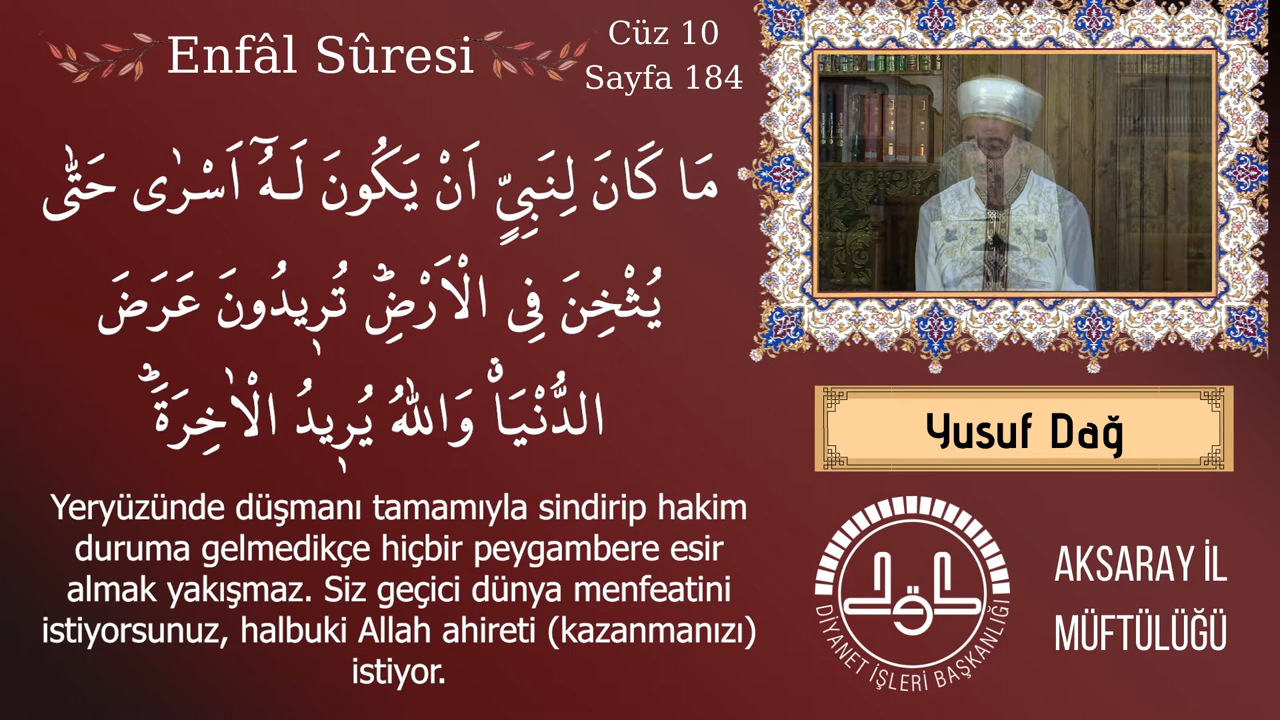 Enfâl Sûresi
Cüz 10
Sayfa 184
مَا كَانَ لِنَبِيٍّ اَنْ يَكُونَ لَـهُٓ اَسْرٰى حَتّٰى
يُثْخِنَ فِي الْاَرْضِۜ تُر۪يدُونَ عَرَضَ
الدُّنْيَاۗ وَاللّٰهُ يُر۪يدُ الْاٰخِرَةَۜ
Yeryüzünde düşmanı tamamıyla sindirip hakim
duruma gelmedikçe hiçbir peygambere esir
almak yakışmaz. Siz geçici dünya menfeatini
istiyorsunuz, halbuki Allah ahireti (kazanmanızı)
istiyor.
Yusuf Dağ
DİYANET İŞLERİ BAŞKANLIĞI
AKSARAY İL
MÜFTÜLÜĞÜ